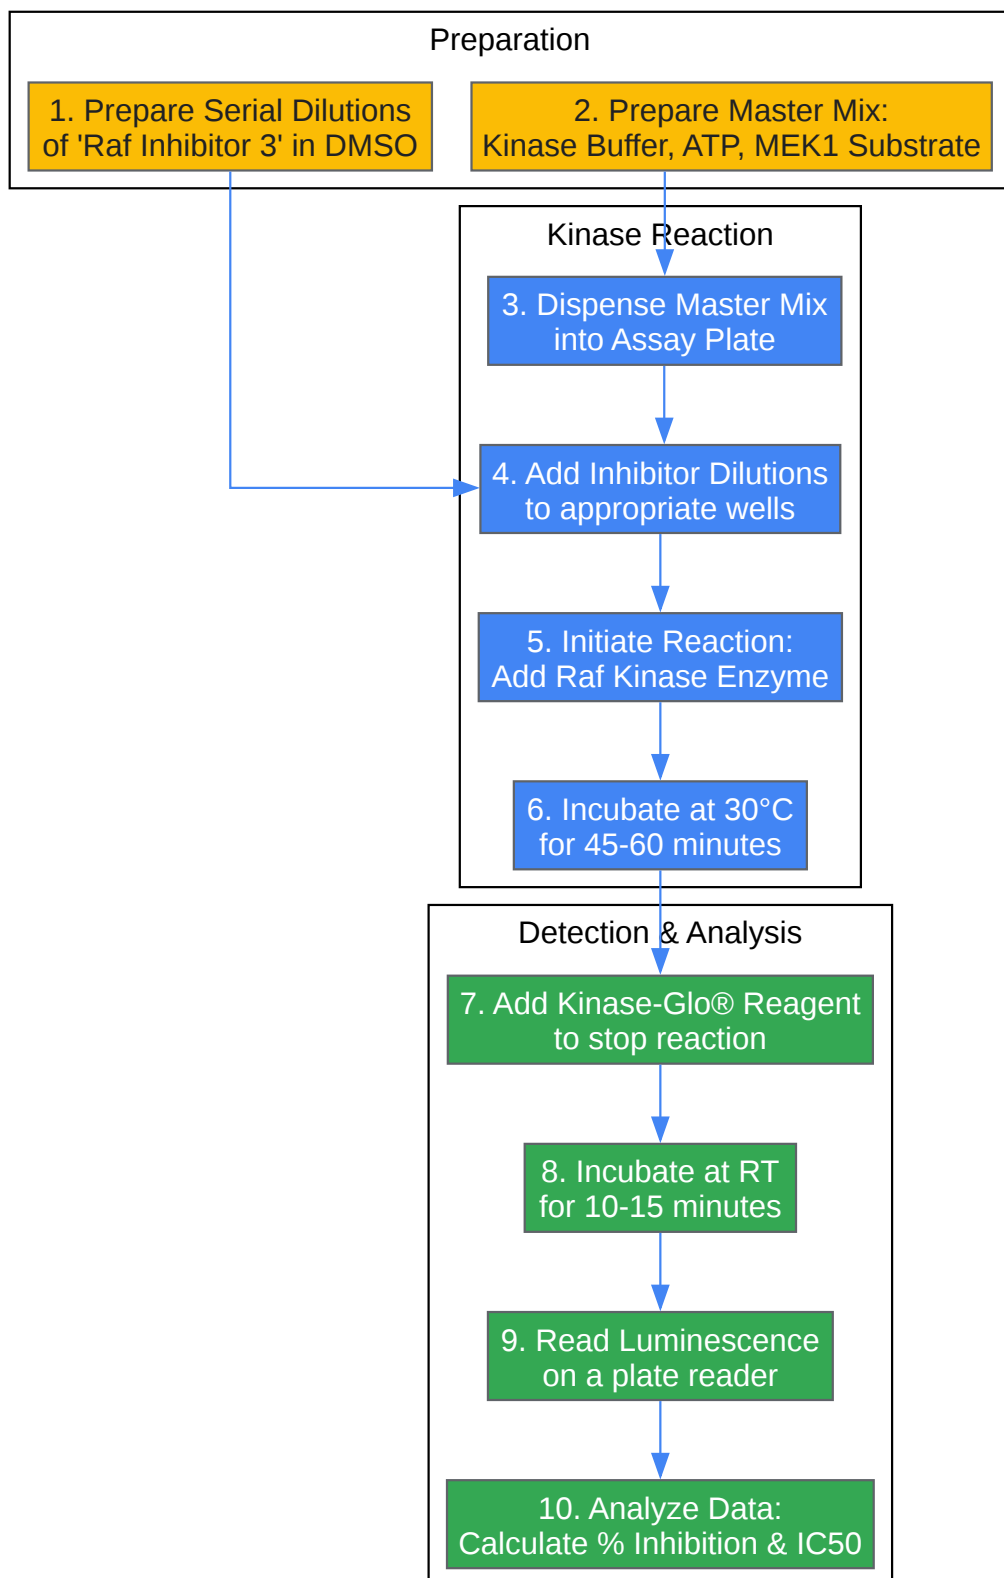 Preparation
1. Prepare Serial Dilutions
of 'Raf Inhibitor 3' in DMSO
2. Prepare Master Mix:
Kinase Buffer, ATP, MEK1 Substrate
Kinase Reaction
3. Dispense Master Mix
into Assay Plate
4. Add Inhibitor Dilutions
to appropriate wells
5. Initiate Reaction:
Add Raf Kinase Enzyme
6. Incubate at 30°C
for 45-60 minutes
Detection & Analysis
7. Add Kinase-Glo® Reagent
to stop reaction
8. Incubate at RT
for 10-15 minutes
9. Read Luminescence
on a plate reader
10. Analyze Data:
Calculate % Inhibition & IC50